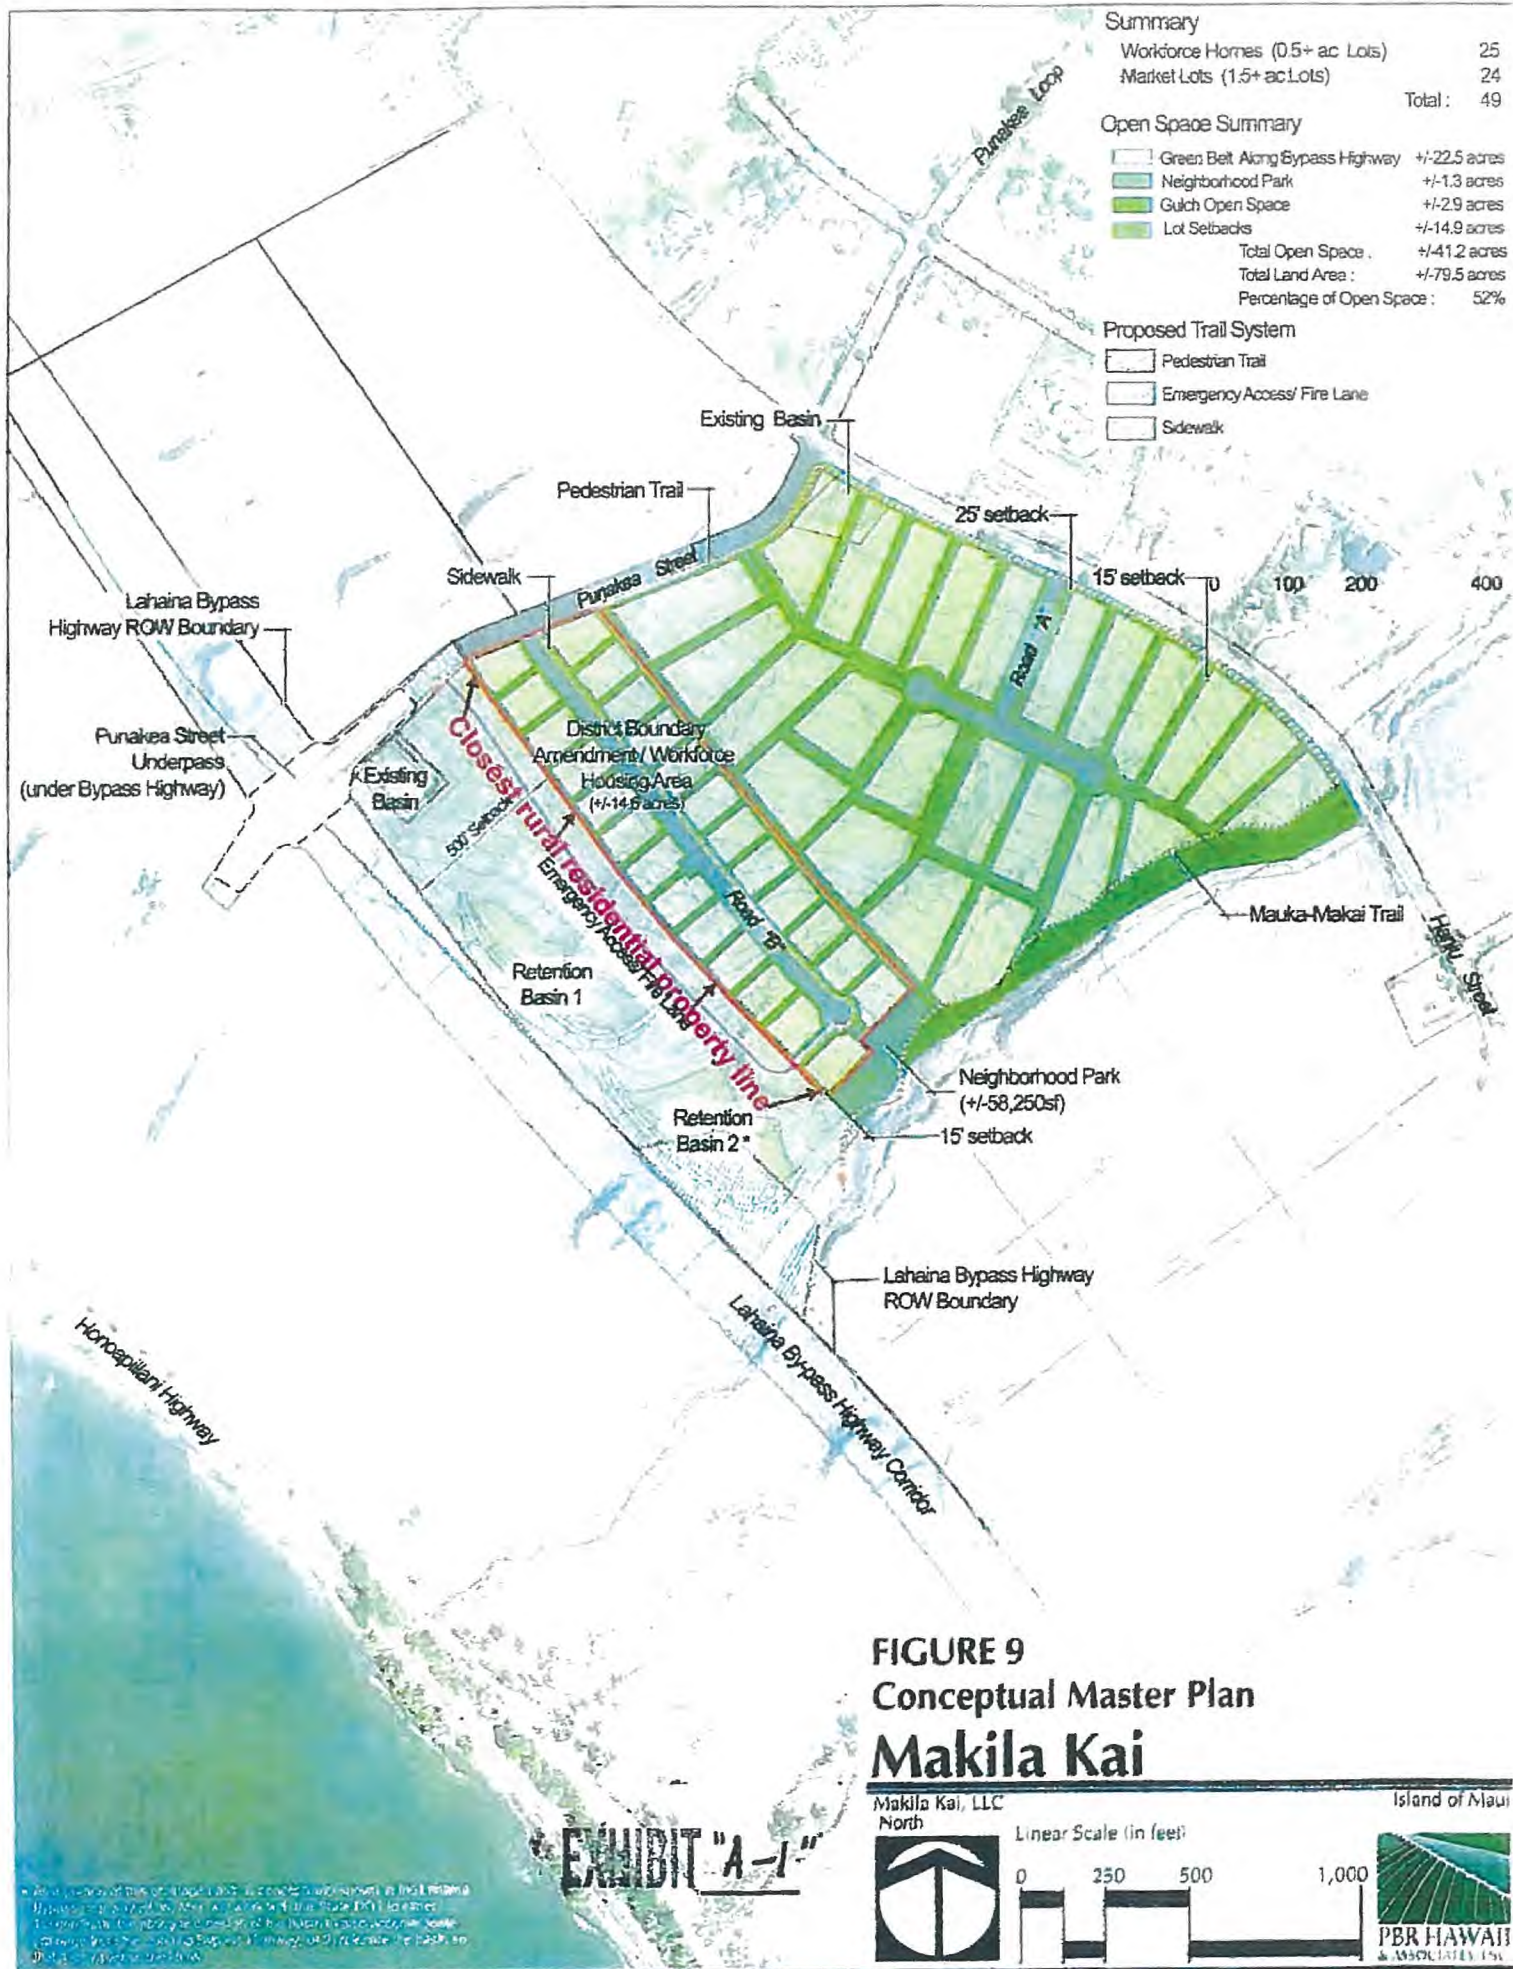 Summary
Workforce Homes (0.5+ ac Lots) 25
Market Lots (1.5+ ac Lots) 24
Total : 49
Open Space Summary
Green Belt Along Bypass Highway +/-22.5 acres
Neighborhood Park +/-1.3 acres
Gulch Open Space +/-2.9 acres
Lot Setbacks +/-14.9 acres
Total Open Space : +/-41.2 acres
Total Land Area : +/-79.5 acres
Percentage of Open Space : 52%
Proposed Trail System
Pedestrian Trail
Emergency Access/ Fire Lane
Sidewalk
Punakea Loop
Existing Basin
Pedestrian Trail
25' setback
15' setback
0 100 200 400
Sidewalk
Punakea Street
Lahaina Bypass
Highway ROW Boundary
Road "A"
Punakea Street
Underpass
(under Bypass Highway)
Existing
Basin
500' Setback
District Boundary
Amendment/ Workforce
Housing Area
(+/-14.6 acres)
Closest rural residential property line
Emergency Access/ Fire Lane
Road "B"
Mauka-Makai Trail
Haniu Street
Retention
Basin 1
Neighborhood Park
(+/-58,250sf)
15' setback
Retention
Basin 2 *
Lahaina Bypass Highway
ROW Boundary
Lahaina By-pass Highway Corridor
Honoapiilani Highway
FIGURE 9
Conceptual Master Plan
Makila Kai
Makila Kai, LLC
Island of Maui
North
Linear Scale (in feet)
0 250 500 1,000
PBR HAWAII
& ASSOCIATES, INC.
EXHIBIT "A-1"